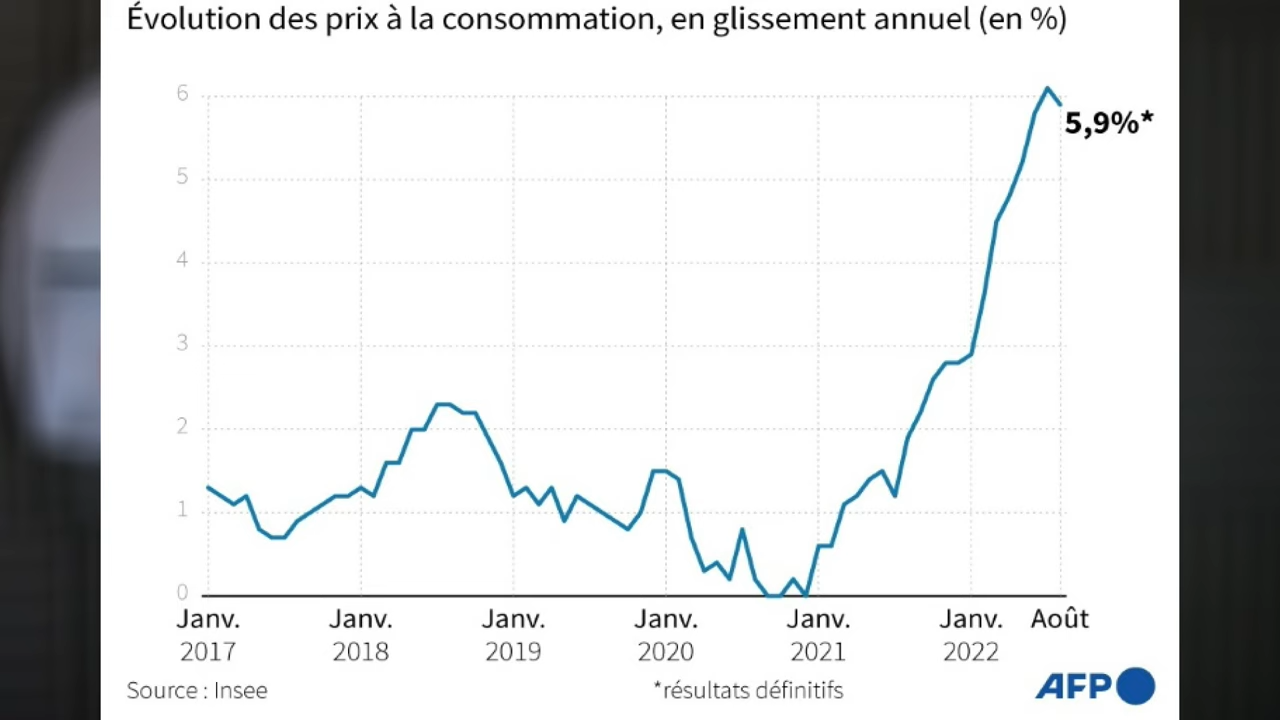 Évolution des prix à la consommation, en glissement annuel (en %)
6
5,9%*
5
4
3
2
1
0
Janv. Janv. Janv. Janv. Janv. Janv. Août
2017 2018 2019 2020 2021 2022
Source : Insee *résultats définitifs AFP